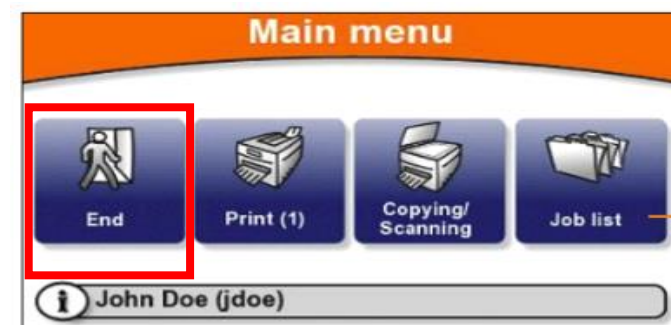 Main menu
End
Print (1)
Copying/
Scanning
Job list
John Doe (jdoe)